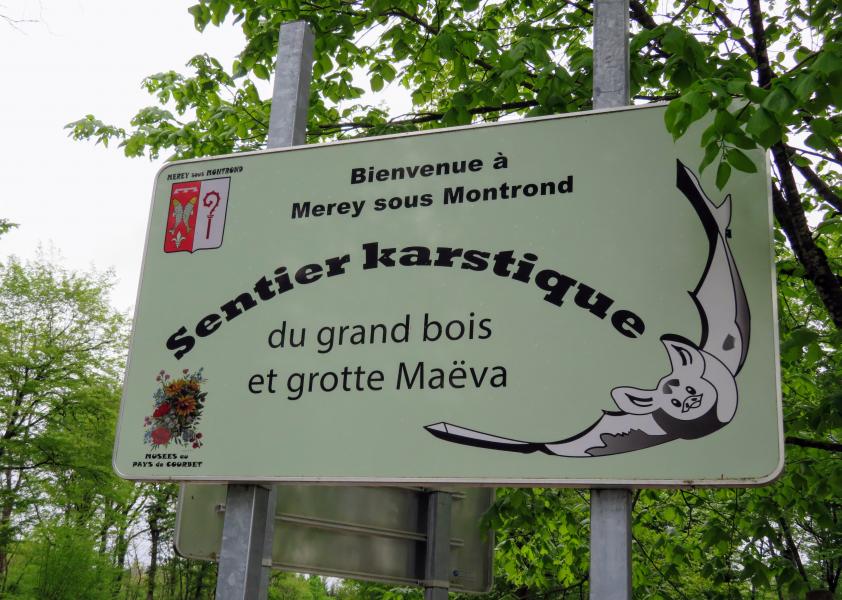 MEREY sous MONTROND
Bienvenue à
Merey sous Montrond
Sentier karstique
du grand bois
et grotte Maëva
MUSEES au
PAYS de COURBET